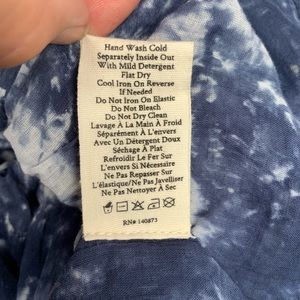 Hand Wash Cold
Separately Inside Out
With Mild Detergent
Flat Dry
Cool Iron On Reverse
If Needed
Do Not Iron On Elastic
Do Not Bleach
Do Not Dry Clean
Lavage À La Main À Froid
Séparément À L'envers
Avec Un Détergent Doux
Séchage À Plat
Refroidir Le Fer Sur
L'envers Si Nécessaire
Ne Pas Repasser Sur
L'élastique/Ne Pas Javelliser
Ne Pas Nettoyer À Sec
RN# 140873